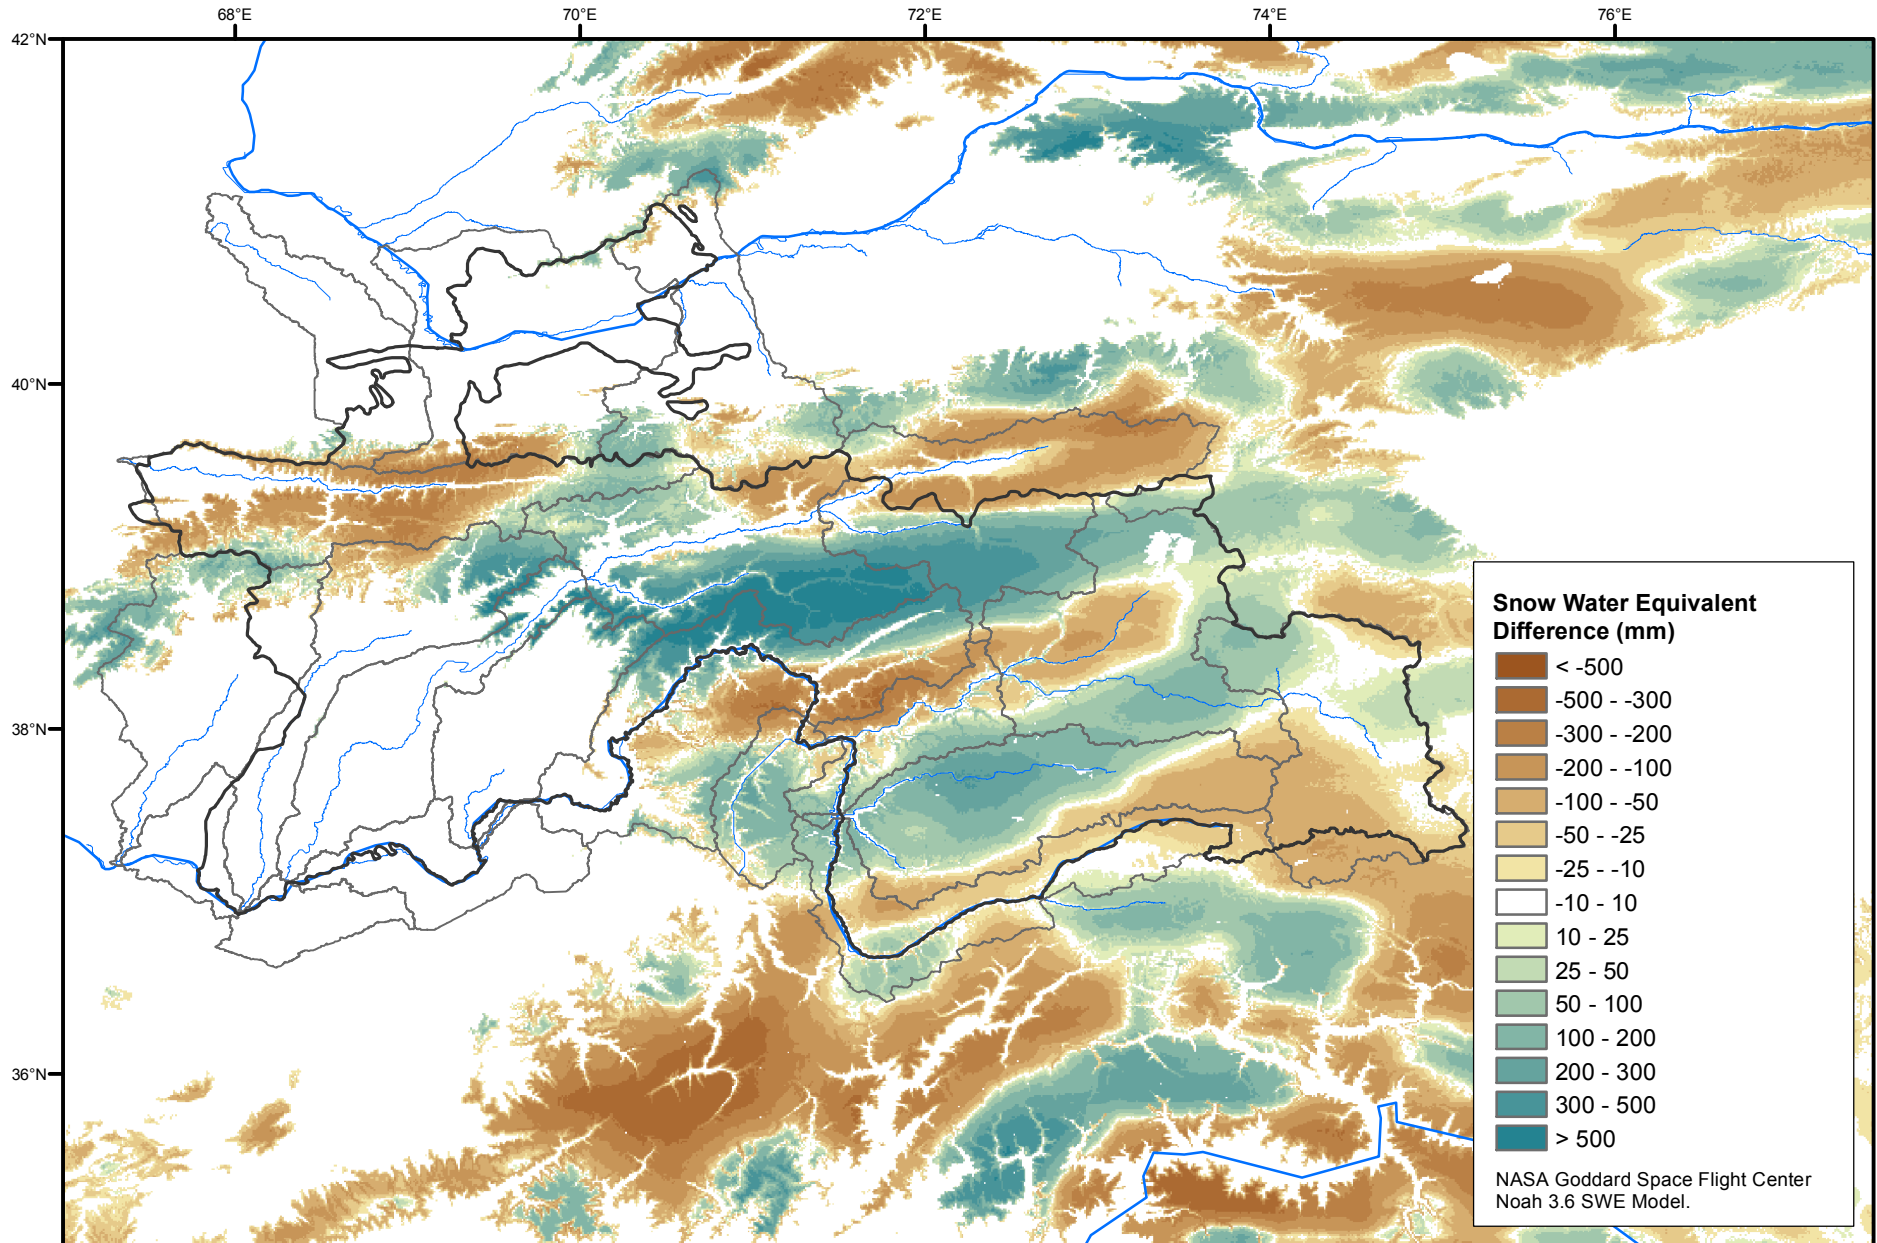 68°E 70°E 72°E 74°E 76°E
42°N
40°N
38°N
36°N
Snow Water Equivalent
Difference (mm)
< -500
-500 - -300
-300 - -200
-200 - -100
-100 - -50
-50 - -25
-25 - -10
-10 - 10
10 - 25
25 - 50
50 - 100
100 - 200
200 - 300
300 - 500
> 500
NASA Goddard Space Flight Center
Noah 3.6 SWE Model.